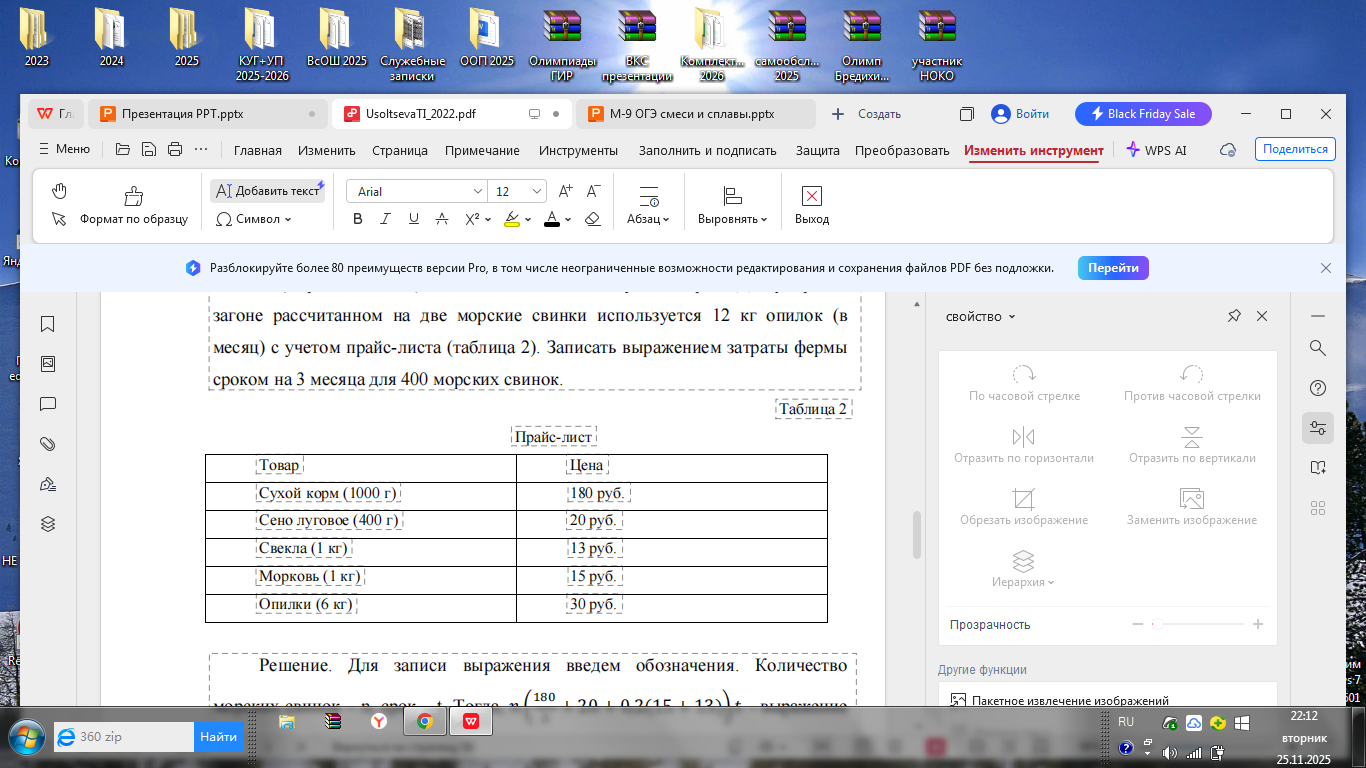 2023
2024
2025
КУГ+УП
2025-2026
ВсОШ 2025
Служебные
записки
ООП 2025
Олимпиады
ГИР
ВКС
презентации
Комплект...
2026
самообсл...
2025
Олимп
Бредихи...
участник
НОКО
Презентация PPT.pptx
UsoltsevaTI_2022.pdf
М-9 ОГЭ смеси и сплавы.pptx
Создать
Войти
Black Friday Sale
Меню
Главная
Изменить
Страница
Примечание
Инструменты
Заполнить и подписать
Защита
Преобразовать
Изменить инструмент
WPS AI
Поделиться
Формат по образцу
Добавить текст
Символ
Arial
12
B I U A X²
Абзац
Выровнять
Выход
Разблокируйте более 80 преимуществ версии Pro, в том числе неограниченные возможности редактирования и сохранения файлов PDF без подложки.
Перейти
загоне рассчитанном на две морские свинки используется 12 кг опилок (в
месяц) с учетом прайс-листа (таблица 2). Записать выражением затраты фермы
сроком на 3 месяца для 400 морских свинок.
Таблица 2
Прайс-лист
Товар Цена
Сухой корм (1000 г) 180 руб.
Сено луговое (400 г) 20 руб.
Свекла (1 кг) 13 руб.
Морковь (1 кг) 15 руб.
Опилки (6 кг) 30 руб.
Решение. Для записи выражения введем обозначения. Количество
свойство
По часовой стрелке
Против часовой стрелки
Отразить по горизонтали
Отразить по вертикали
Обрезать изображение
Заменить изображение
Иерархия
Прозрачность
Другие функции
Пакетное извлечение изображений
360 zip
Найти
RU
22:12
вторник
25.11.2025